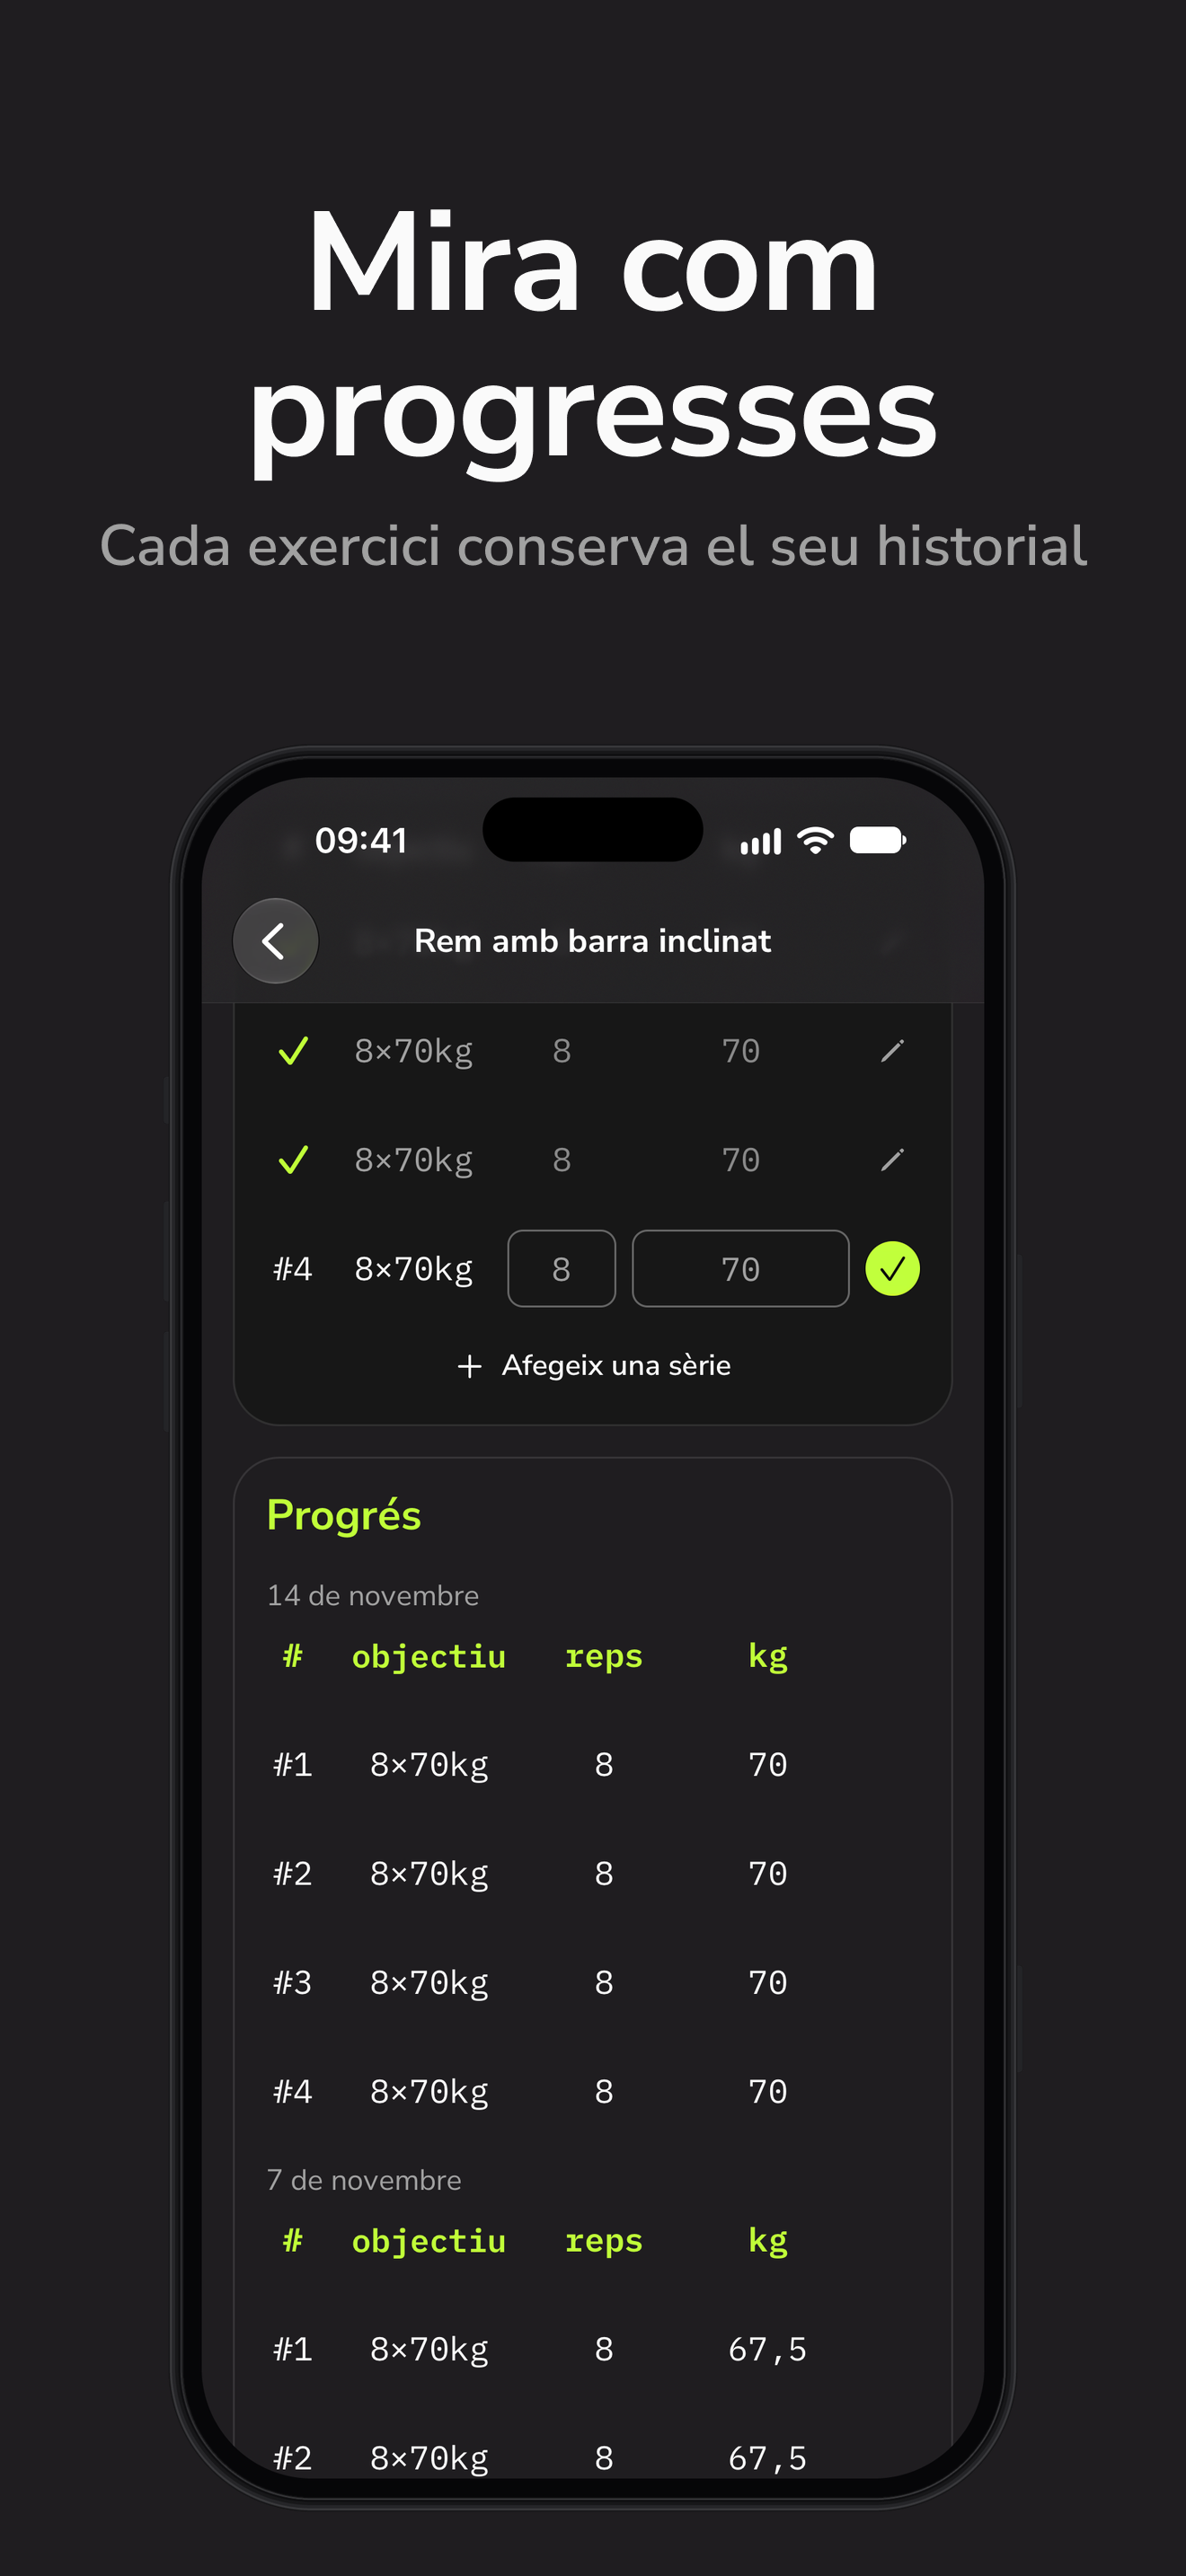 Mira com
progresses
Cada exercici conserva el seu historial
09:41
Rem amb barra inclinat
8×70kg 8 70
8×70kg 8 70
#4 8×70kg 8 70
+ Afegeix una sèrie
Progrés
14 de novembre
# objectiu reps kg
#1 8×70kg 8 70
#2 8×70kg 8 70
#3 8×70kg 8 70
#4 8×70kg 8 70
7 de novembre
# objectiu reps kg
#1 8×70kg 8 67,5
#2 8×70kg 8 67,5